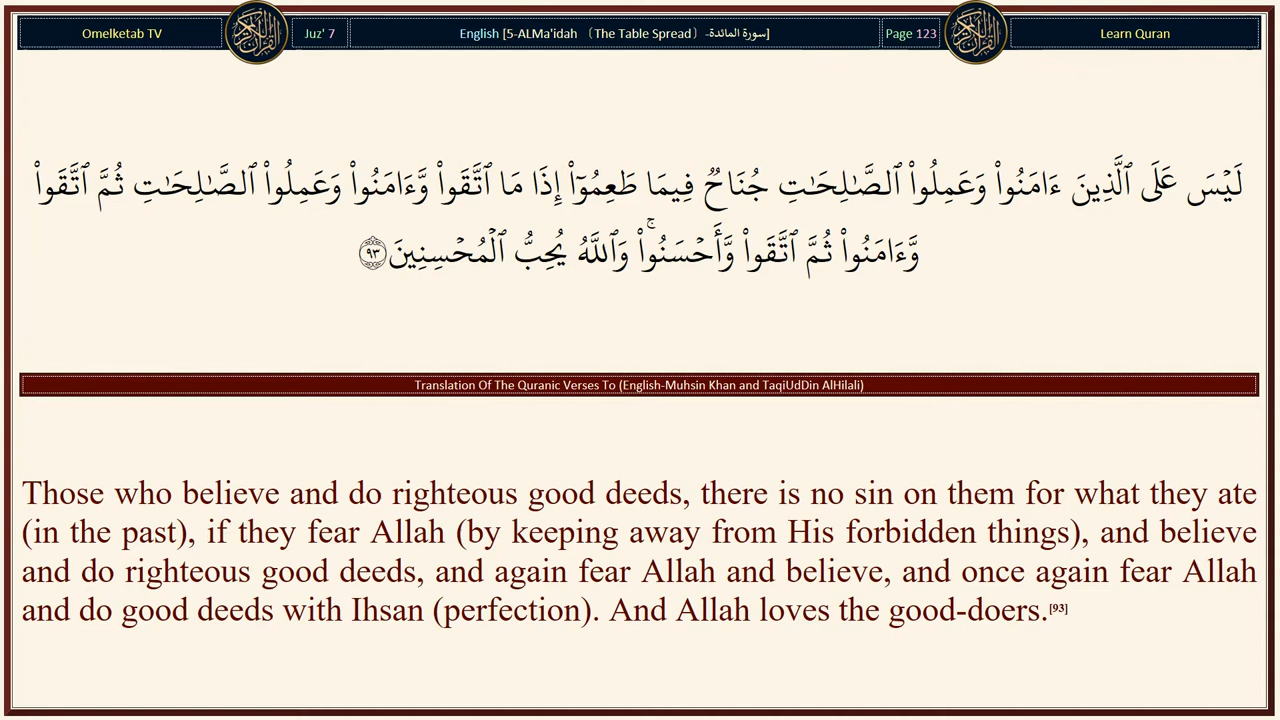 Omelketab TV
Juz' 7
English [5-ALMa'idah (The Table Spread) -سورة المائدة]
Page 123
Learn Quran
لَيۡسَ عَلَى ٱلَّذِينَ ءَامَنُواْ وَعَمِلُواْ ٱلصَّٰلِحَٰتِ جُنَاحٞ فِيمَا طَعِمُوٓاْ إِذَا مَا ٱتَّقَواْ وَّءَامَنُواْ وَعَمِلُواْ ٱلصَّٰلِحَٰتِ ثُمَّ ٱتَّقَواْ
وَّءَامَنُواْ ثُمَّ ٱتَّقَواْ وَّأَحۡسَنُواْۚ وَٱللَّهُ يُحِبُّ ٱلۡمُحۡسِنِينَ ٩٣
Translation Of The Quranic Verses To (English-Muhsin Khan and TaqiUdDin AlHilali)
Those who believe and do righteous good deeds, there is no sin on them for what they ate
(in the past), if they fear Allah (by keeping away from His forbidden things), and believe
and do righteous good deeds, and again fear Allah and believe, and once again fear Allah
and do good deeds with Ihsan (perfection). And Allah loves the good-doers.[93]